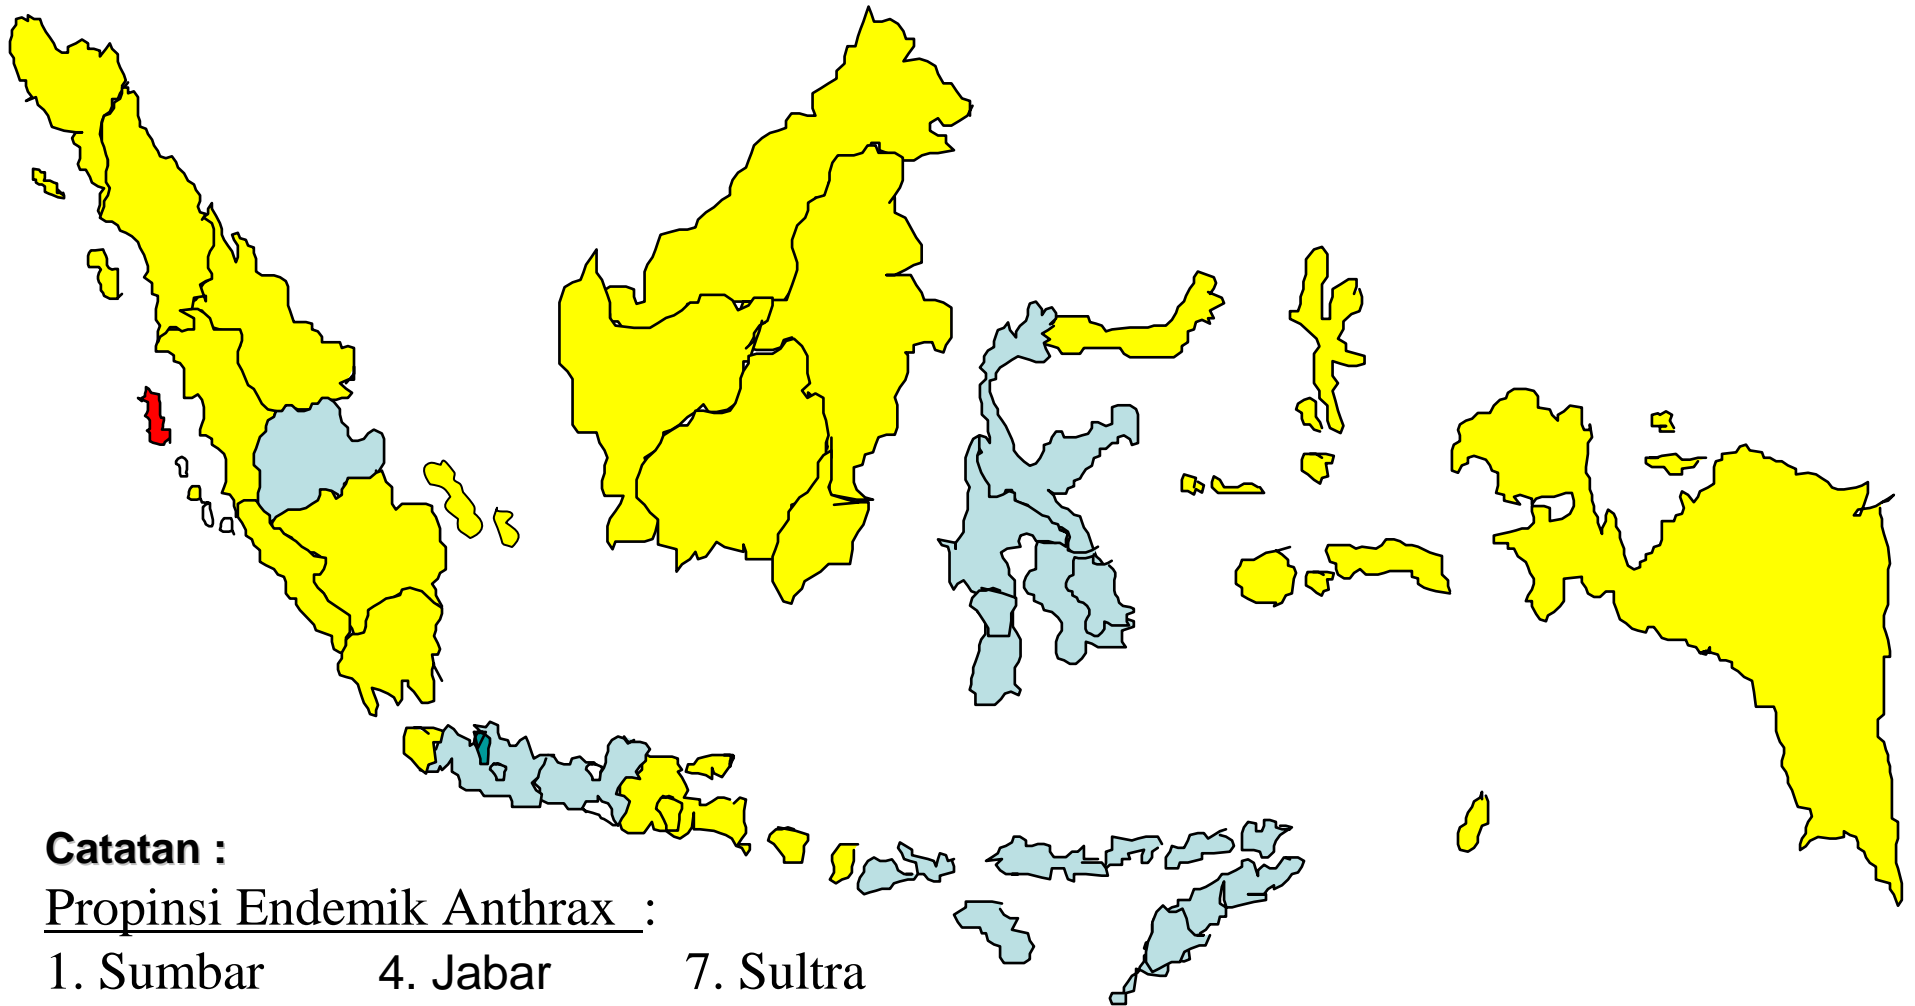 Catatan :
Propinsi Endemik Anthrax :
1. Sumbar 4. Jabar 7. Sultra